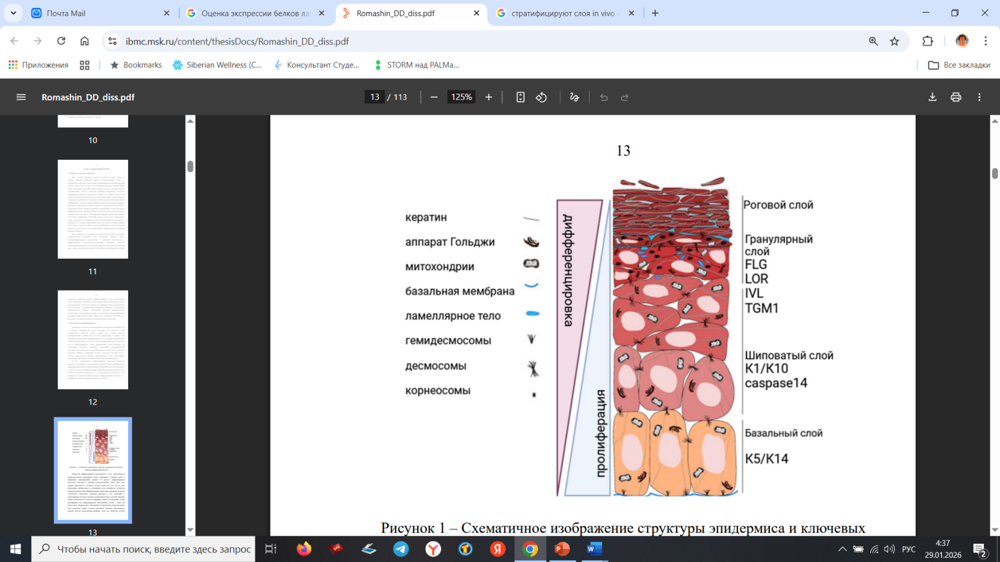 Почта Mail
Оценка экспрессии белков ла
Romashin_DD_diss.pdf
стратифицируют слоя in vivo -
ibmc.msk.ru/content/thesisDocs/Romashin_DD_diss.pdf
Приложения
Bookmarks
Siberian Wellness (C...
Консультант Студе...
STORM над PALMa...
Все закладки
Romashin_DD_diss.pdf
13 / 113
125%
10
11
12
13
13
кератин
аппарат Гольджи
митохондрии
базальная мембрана
ламеллярное тело
гемидесмосомы
десмосомы
корнеосомы
дифференцировка
пролиферация
Роговой слой
Гранулярный
слой
FLG
LOR
IVL
TGM1
Шиповатый слой
K1/K10
caspase14
Базальный слой
K5/K14
Рисунок 1 – Схематичное изображение структуры эпидермиса и ключевых
Чтобы начать поиск, введите здесь запрос
РУС
4:37
29.01.2026
2